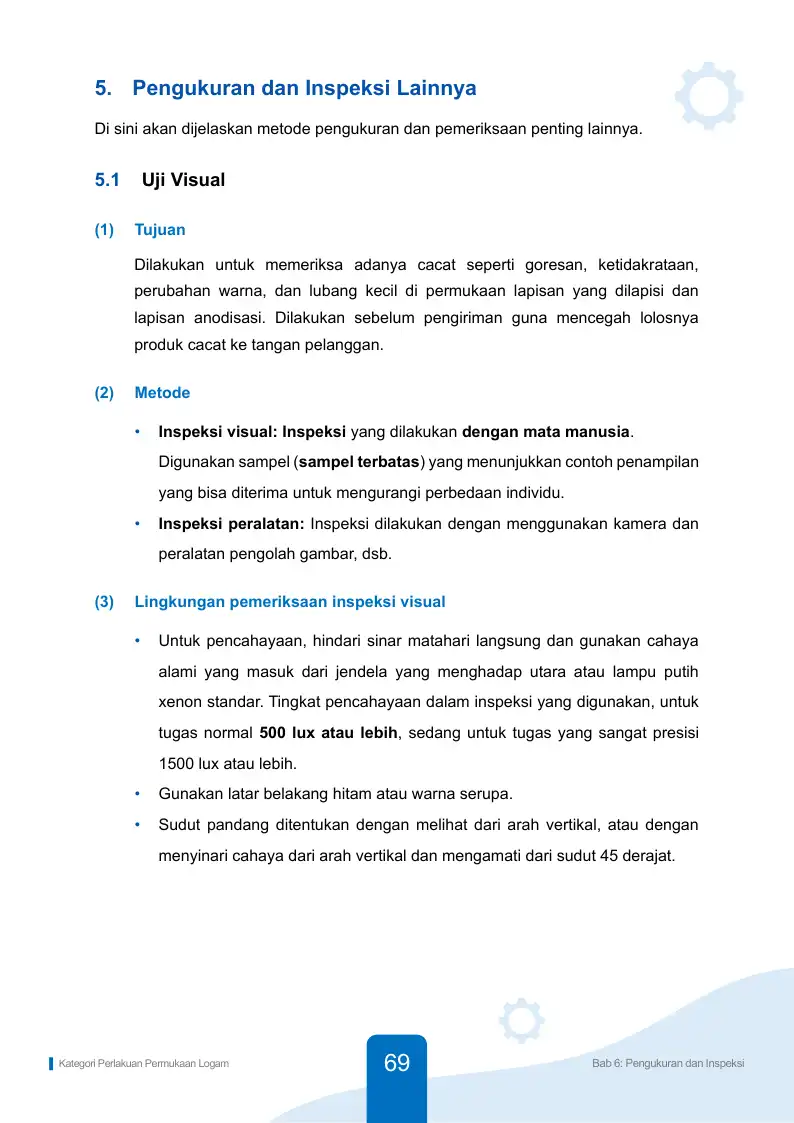 5. Pengukuran dan Inspeksi Lainnya
Di sini akan dijelaskan metode pengukuran dan pemeriksaan penting lainnya.
5.1 Uji Visual
(1) Tujuan
Dilakukan untuk memeriksa adanya cacat seperti goresan, ketidakrataan,
perubahan warna, dan lubang kecil di permukaan lapisan yang dilapisi dan
lapisan anodisasi. Dilakukan sebelum pengiriman guna mencegah lolosnya
produk cacat ke tangan pelanggan.
(2) Metode
• Inspeksi visual: Inspeksi yang dilakukan dengan mata manusia.
Digunakan sampel (sampel terbatas) yang menunjukkan contoh penampilan
yang bisa diterima untuk mengurangi perbedaan individu.
• Inspeksi peralatan: Inspeksi dilakukan dengan menggunakan kamera dan
peralatan pengolah gambar, dsb.
(3) Lingkungan pemeriksaan inspeksi visual
• Untuk pencahayaan, hindari sinar matahari langsung dan gunakan cahaya
alami yang masuk dari jendela yang menghadap utara atau lampu putih
xenon standar. Tingkat pencahayaan dalam inspeksi yang digunakan, untuk
tugas normal 500 lux atau lebih, sedang untuk tugas yang sangat presisi
1500 lux atau lebih.
• Gunakan latar belakang hitam atau warna serupa.
• Sudut pandang ditentukan dengan melihat dari arah vertikal, atau dengan
menyinari cahaya dari arah vertikal dan mengamati dari sudut 45 derajat.
Kategori Perlakuan Permukaan Logam
69
Bab 6: Pengukuran dan Inspeksi